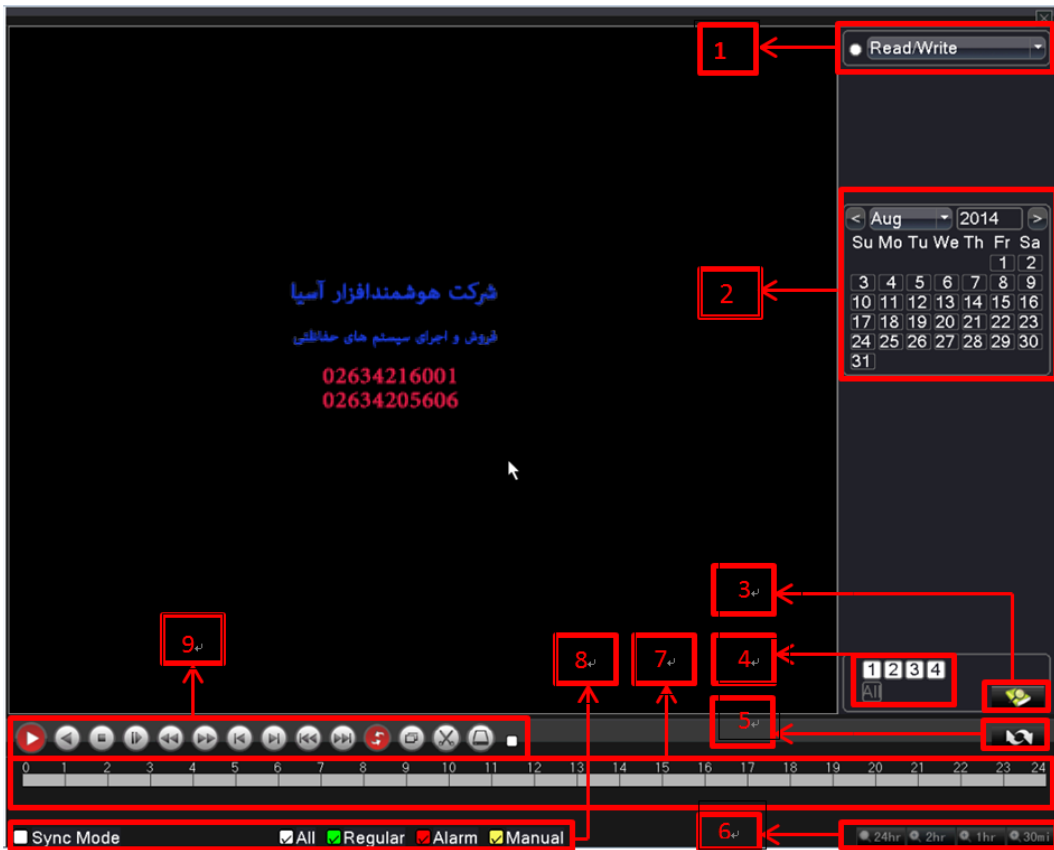 1
Read/Write
< Aug 2014 >
Su Mo Tu We Th Fr Sa
1 2
3 4 5 6 7 8 9
10 11 12 13 14 15 16
17 18 19 20 21 22 23
24 25 26 27 28 29 30
31
2
شرکت هوشمندافزار آسیا
فروش و اجرای سیستم های حفاظتی
02634216001
02634205606
3
9
8
7
4
1 2 3 4
All
5
0 1 2 3 4 5 6 7 8 9 10 11 12 13 14 15 16 17 18 19 20 21 22 23 24
6
Sync Mode All Regular Alarm Manual
24hr 2hr 1hr 30mi